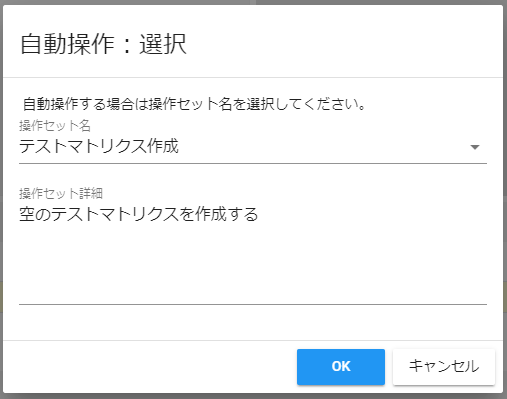 自動操作：選択
自動操作する場合は操作セット名を選択してください。
操作セット名
テストマトリクス作成
操作セット詳細
空のテストマトリクスを作成する
OK
キャンセル